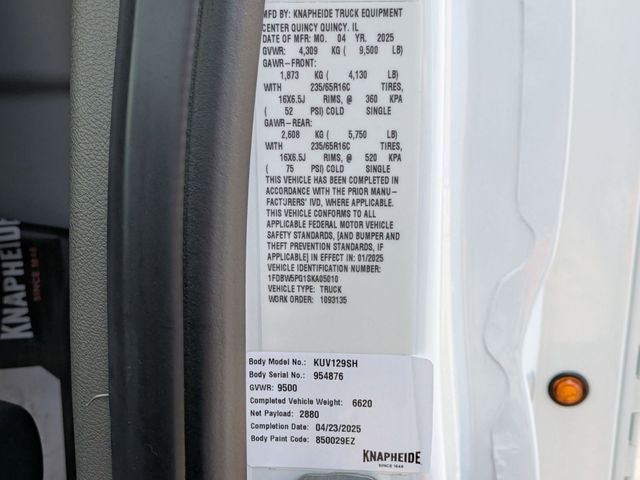 MFD BY: KNAPHEIDE TRUCK EQUIPMENT
CENTER QUINCY QUINCY, IL
DATE OF MFR: MO. 04 YR. 2025
GVWR: 4,309 KG ( 9,500 LB)
GAWR-FRONT:
1,873 KG ( 4,130 LB)
WITH 235/65R16C TIRES,
16X6.5J RIMS, @ 360 KPA
( 52 PSI) COLD SINGLE
GAWR-REAR:
2,608 KG ( 5,750 LB)
WITH 235/65R16C TIRES,
16X6.5J RIMS, @ 520 KPA
( 75 PSI) COLD SINGLE
THIS VEHICLE HAS BEEN COMPLETED IN
ACCORDANCE WITH THE PRIOR MANU-
FACTURERS' IVD, WHERE APPLICABLE.
THIS VEHICLE CONFORMS TO ALL
APPLICABLE FEDERAL MOTOR VEHICLE
SAFETY STANDARDS, [AND BUMPER AND
THEFT PREVENTION STANDARDS, IF
APPLICABLE] IN EFFECT IN: 01/2025
VEHICLE IDENTIFICATION NUMBER:
1FDBW5PG1SKA05010
VEHICLE TYPE: TRUCK
WORK ORDER: 1093135
Body Model No.: KUV129SH
Body Serial No.: 954876
GVWR: 9500
Completed Vehicle Weight: 6620
Net Payload: 2880
Completion Date: 04/23/2025
Body Paint Code: 850029EZ
KNAPHEIDE
SINCE 1848
KNAPHEIDE
SINCE 1848